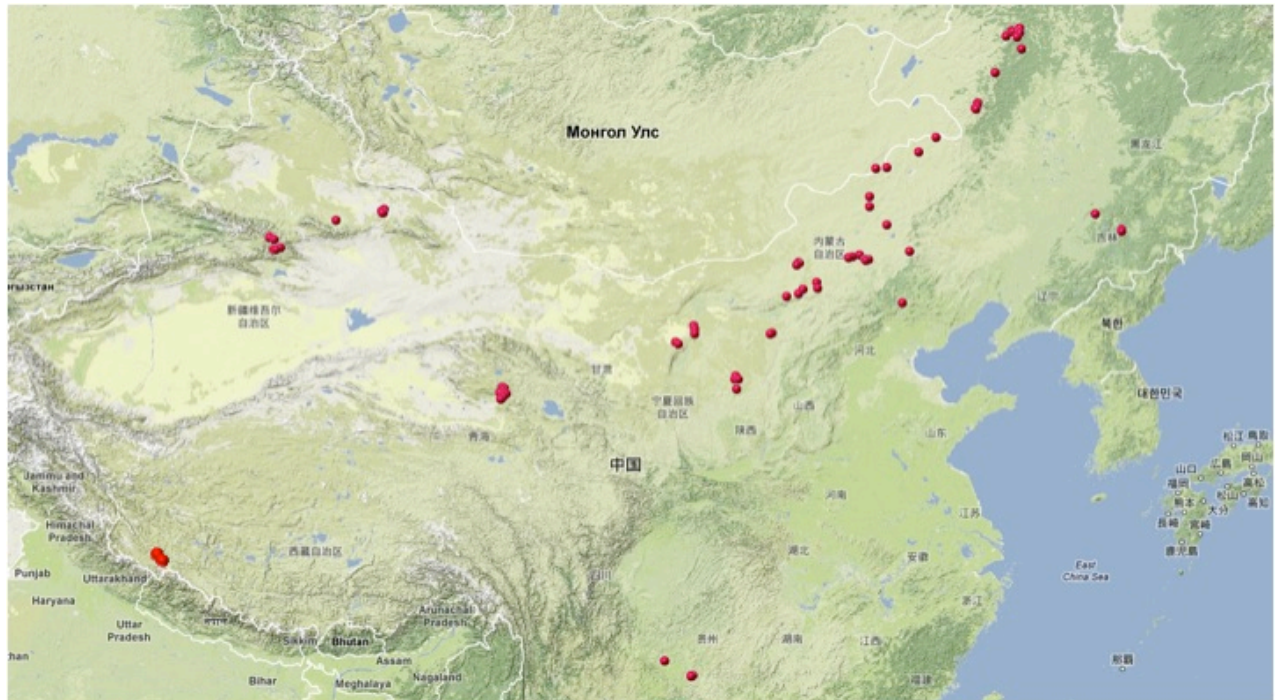 Монгол Улс
黑龙江
吉林
内蒙古
自治区
辽宁
新疆维吾尔
自治区
북한
河北
甘肃
宁夏回族
自治区
山西
대한민국
陕西
山东
青海
中国
松江
鳥取
岡山
広島
山口
福岡
高松
松山
高知
熊本
大分
長崎
宮崎
鹿児島
Jammu and
Kashmir
河南
江苏
Himachal
Pradesh
西藏自治区
湖北
安徽
East
China Sea
Punjab
Uttarakhand
四川
浙江
Haryana
Arunachal
Pradesh
Uttar
Pradesh
Sikkim
Bhutan
贵州
湖南
江西
Assam
Nagaland
那覇
Bihar
Meghalaya
福建